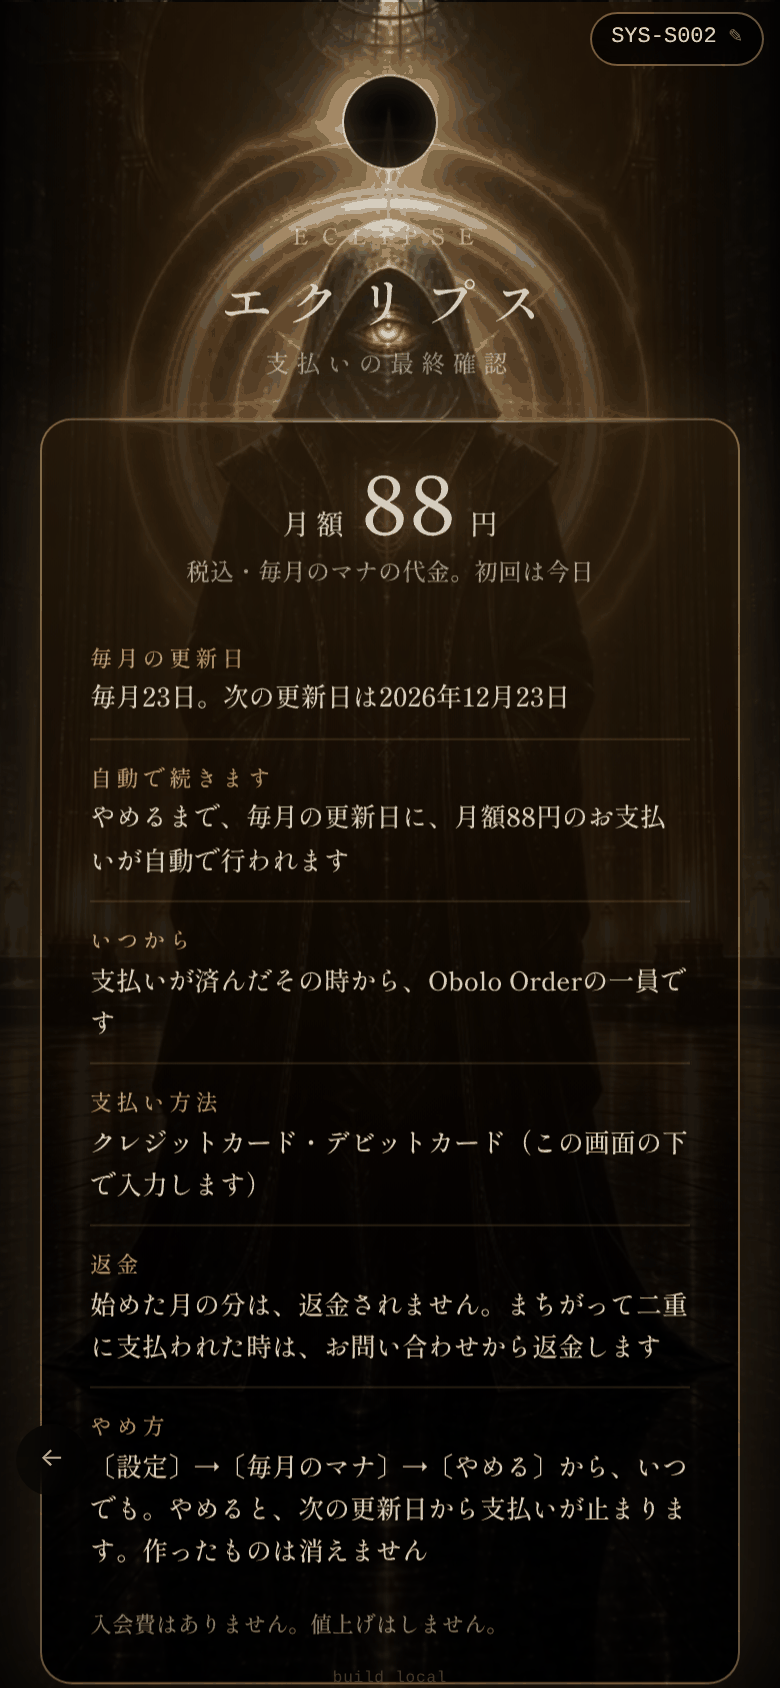 SYS-S002 ✎
ECLIPSE
エクリプス
支払いの最終確認
月額 88 円
税込・毎月のマナの代金。初回は今日
毎月の更新日
毎月23日。次の更新日は2026年12月23日
自動で続きます
やめるまで、毎月の更新日に、月額88円のお支払
いが自動で行われます
いつから
支払いが済んだその時から、Obolo Orderの一員で
す
支払い方法
クレジットカード・デビットカード（この画面の下
で入力します）
返金
始めた月の分は、返金されません。まちがって二重
に支払われた時は、お問い合わせから返金します
やめ方
←
〔設定〕→〔毎月のマナ〕→〔やめる〕から、いつ
でも。やめると、次の更新日から支払いが止まりま
す。作ったものは消えません
入会費はありません。値上げはしません。
build local